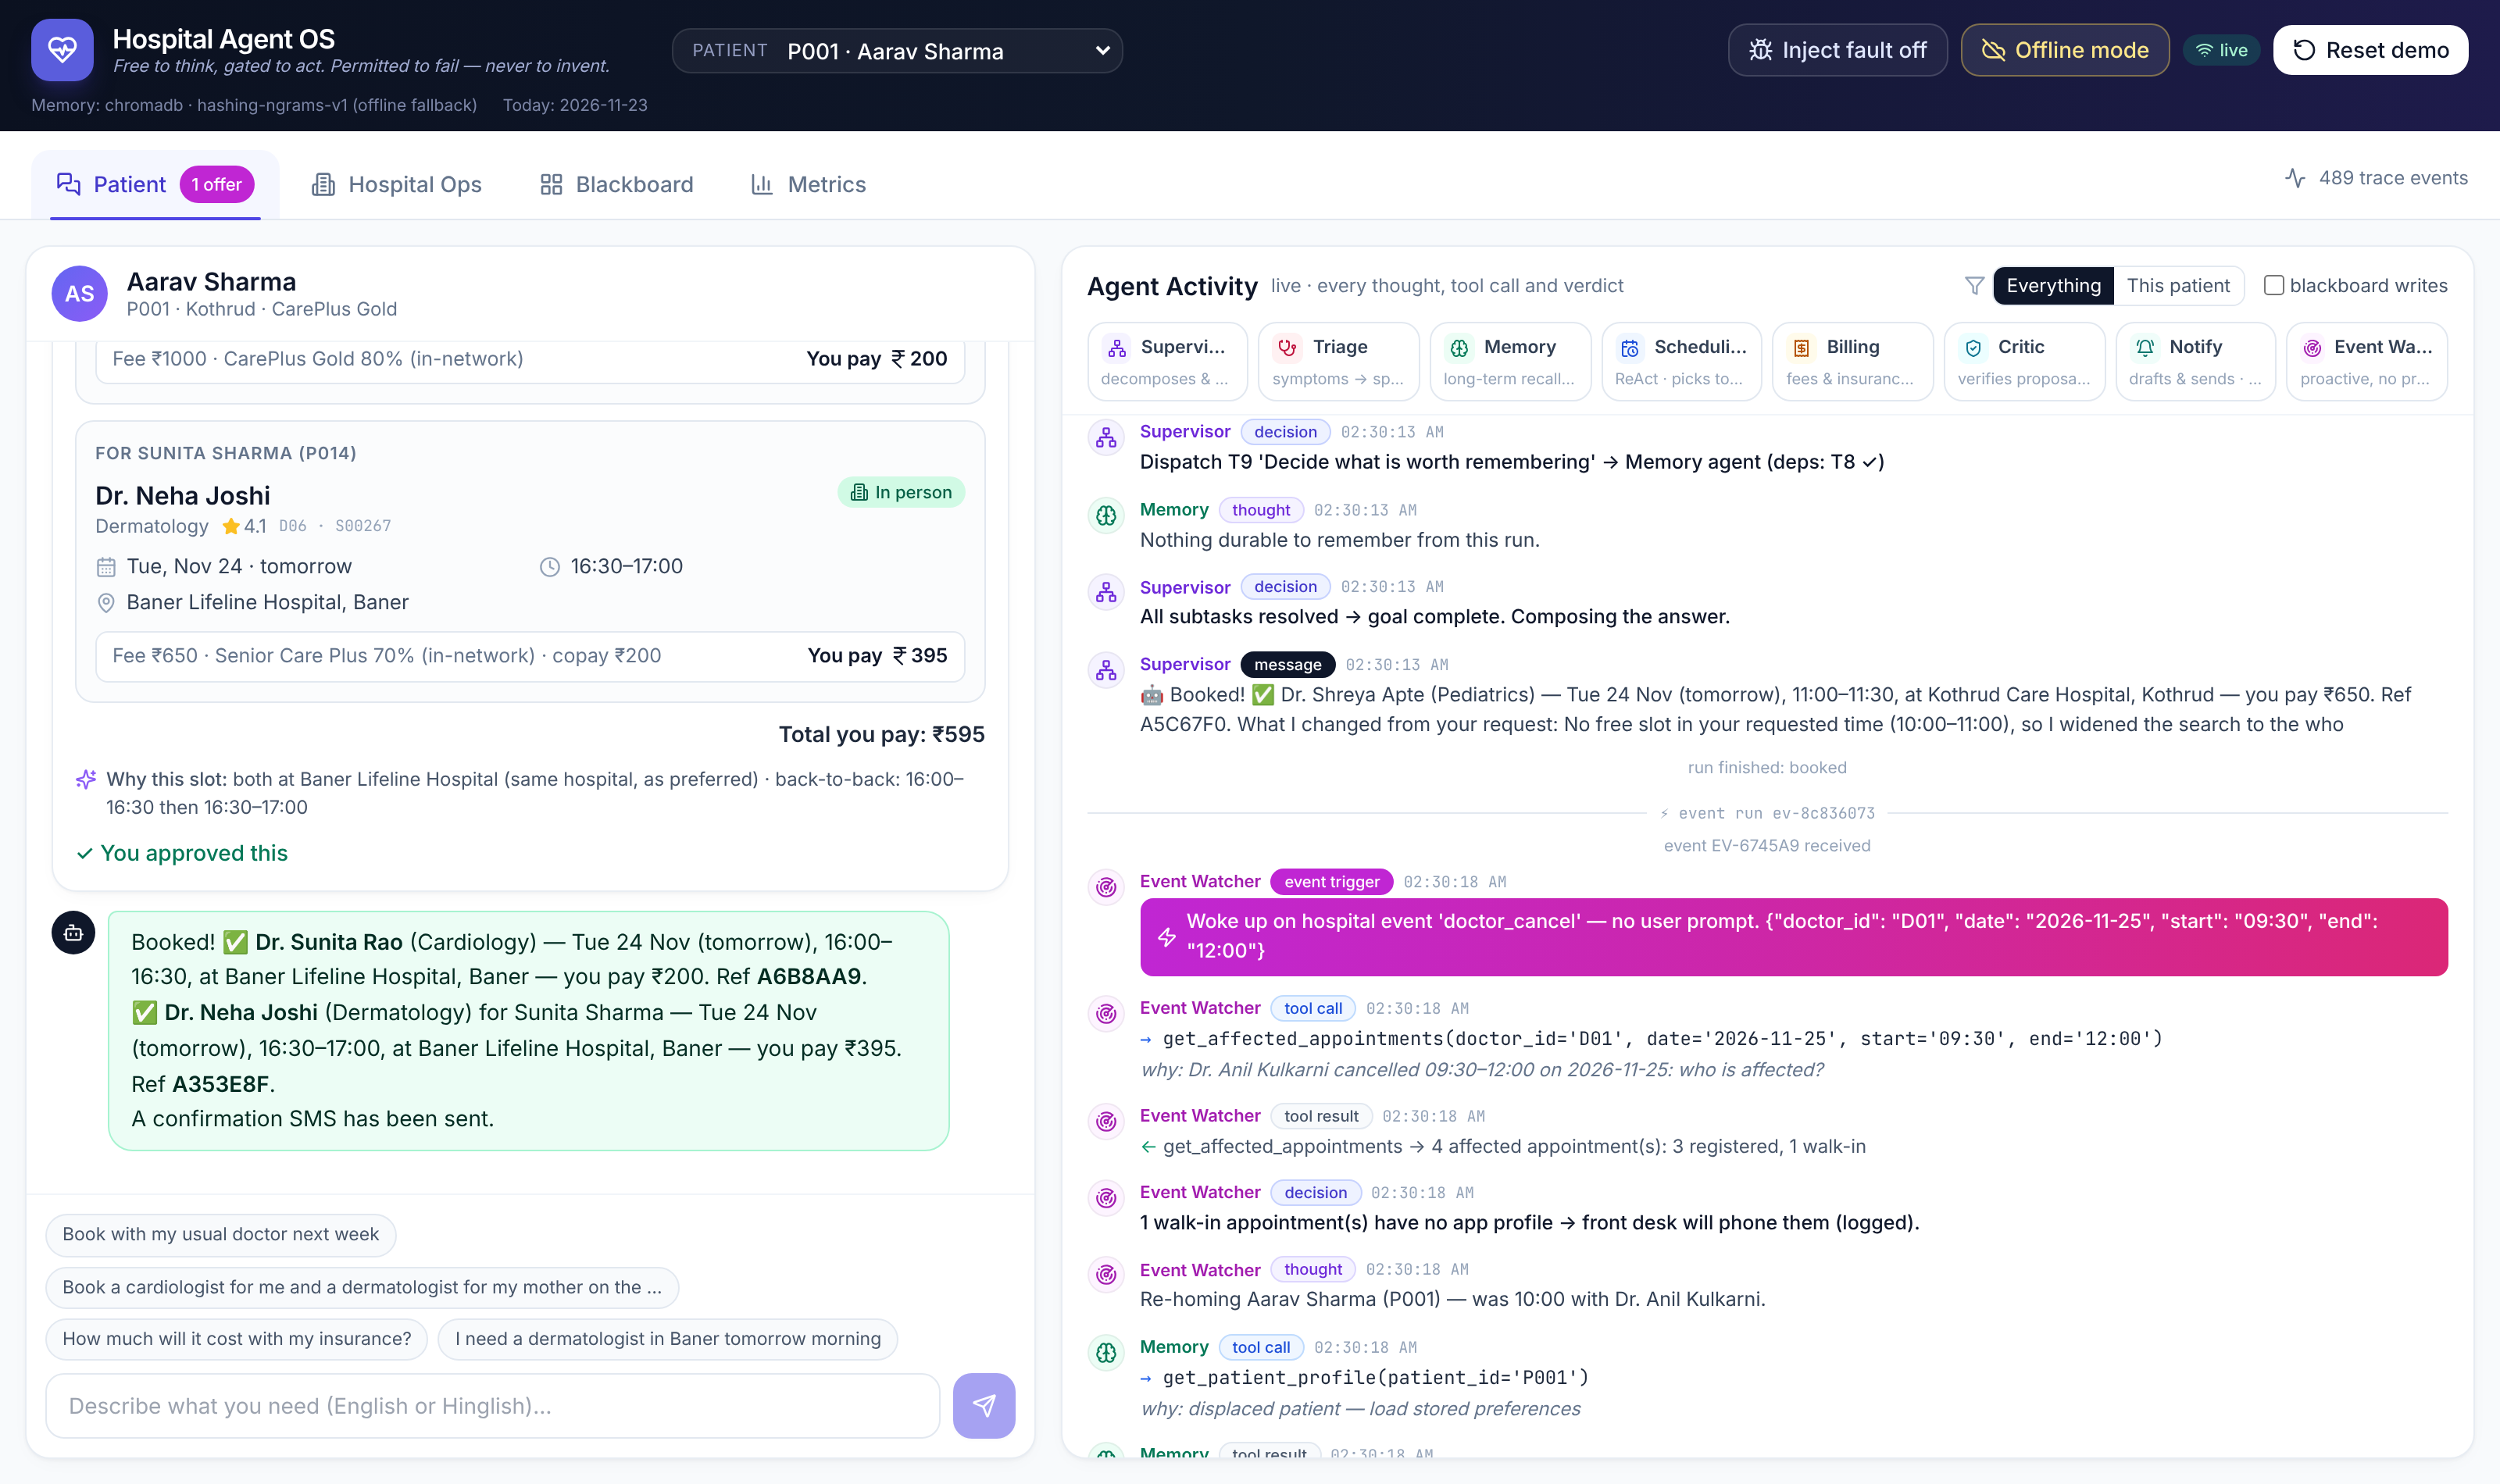 Hospital Agent OS
Free to think, gated to act. Permitted to fail — never to invent.
PATIENT P001 · Aarav Sharma
Inject fault off
Offline mode
live
Reset demo
Memory: chromadb · hashing-ngrams-v1 (offline fallback) Today: 2026-11-23
Patient 1 offer
Hospital Ops
Blackboard
Metrics
489 trace events
AS
Aarav Sharma
P001 · Kothrud · CarePlus Gold
Fee ₹1000 · CarePlus Gold 80% (in-network) You pay ₹200
FOR SUNITA SHARMA (P014)
Dr. Neha Joshi
In person
Dermatology 4.1 D06 · S00267
Tue, Nov 24 · tomorrow 16:30–17:00
Baner Lifeline Hospital, Baner
Fee ₹650 · Senior Care Plus 70% (in-network) · copay ₹200 You pay ₹395
Total you pay: ₹595
Why this slot: both at Baner Lifeline Hospital (same hospital, as preferred) · back-to-back: 16:00–
16:30 then 16:30–17:00
✓ You approved this
Booked! ✅ Dr. Sunita Rao (Cardiology) — Tue 24 Nov (tomorrow), 16:00–
16:30, at Baner Lifeline Hospital, Baner — you pay ₹200. Ref A6B8AA9.
✅ Dr. Neha Joshi (Dermatology) for Sunita Sharma — Tue 24 Nov
(tomorrow), 16:30–17:00, at Baner Lifeline Hospital, Baner — you pay ₹395.
Ref A353E8F.
A confirmation SMS has been sent.
Book with my usual doctor next week
Book a cardiologist for me and a dermatologist for my mother on the ...
How much will it cost with my insurance?
I need a dermatologist in Baner tomorrow morning
Describe what you need (English or Hinglish)...
Agent Activity live · every thought, tool call and verdict
Everything
This patient
blackboard writes
Supervi...
decomposes & ...
Triage
symptoms → sp...
Memory
long-term recall...
Scheduli...
ReAct · picks to...
Billing
fees & insuranc...
Critic
verifies proposa...
Notify
drafts & sends · ...
Event Wa...
proactive, no pr...
Supervisor decision 02:30:13 AM
Dispatch T9 'Decide what is worth remembering' → Memory agent (deps: T8 ✓)
Memory thought 02:30:13 AM
Nothing durable to remember from this run.
Supervisor decision 02:30:13 AM
All subtasks resolved → goal complete. Composing the answer.
Supervisor message 02:30:13 AM
🤖 Booked! ✅ Dr. Shreya Apte (Pediatrics) — Tue 24 Nov (tomorrow), 11:00–11:30, at Kothrud Care Hospital, Kothrud — you pay ₹650. Ref
A5C67F0. What I changed from your request: No free slot in your requested time (10:00–11:00), so I widened the search to the who
run finished: booked
⚡ event run ev-8c836073
event EV-6745A9 received
Event Watcher event trigger 02:30:18 AM
Woke up on hospital event 'doctor_cancel' — no user prompt. {"doctor_id": "D01", "date": "2026-11-25", "start": "09:30", "end":
"12:00"}
Event Watcher tool call 02:30:18 AM
→ get_affected_appointments(doctor_id='D01', date='2026-11-25', start='09:30', end='12:00')
why: Dr. Anil Kulkarni cancelled 09:30–12:00 on 2026-11-25: who is affected?
Event Watcher tool result 02:30:18 AM
← get_affected_appointments → 4 affected appointment(s): 3 registered, 1 walk-in
Event Watcher decision 02:30:18 AM
1 walk-in appointment(s) have no app profile → front desk will phone them (logged).
Event Watcher thought 02:30:18 AM
Re-homing Aarav Sharma (P001) — was 10:00 with Dr. Anil Kulkarni.
Memory tool call 02:30:18 AM
→ get_patient_profile(patient_id='P001')
why: displaced patient — load stored preferences
Memory tool result 02:30:18 AM